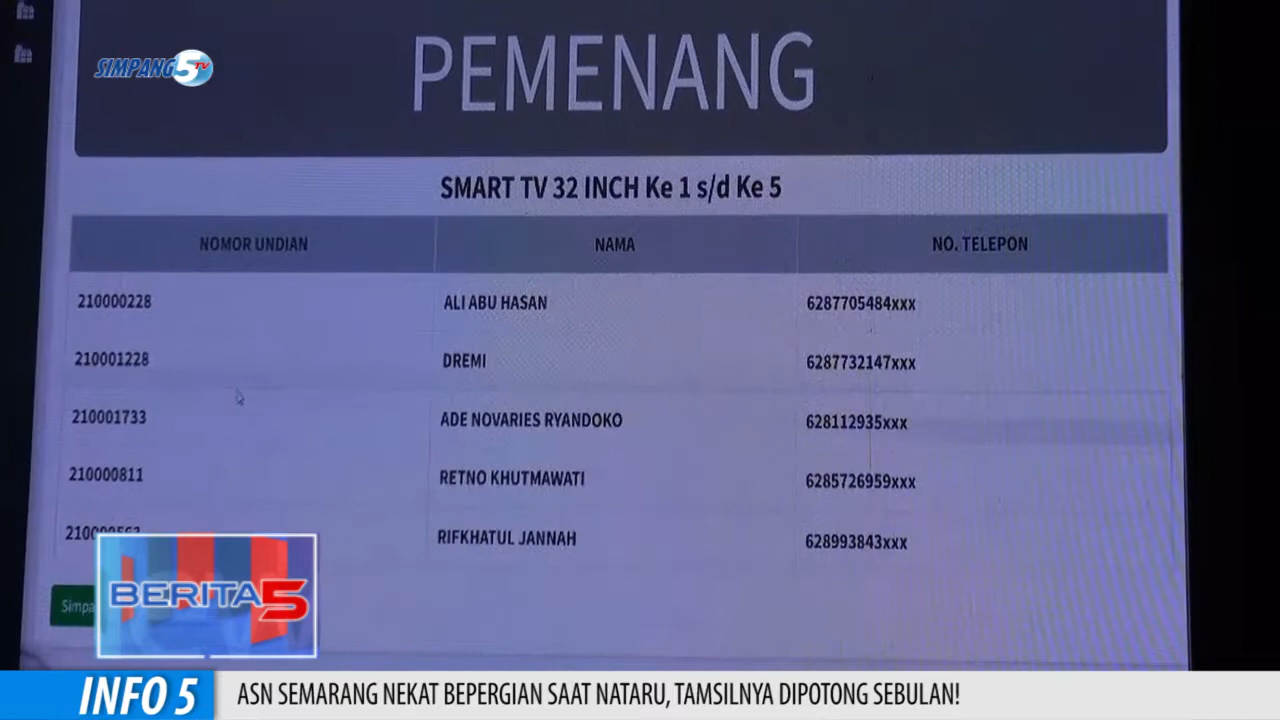 SIMPANG5 TV
PEMENANG
SMART TV 32 INCH Ke 1 s/d Ke 5
NOMOR UNDIAN NAMA NO. TELEPON
210000228 ALI ABU HASAN 6287705484xxx
210001228 DREMI 6287732147xxx
210001733 ADE NOVARIES RYANDOKO 628112935xxx
210000811 RETNO KHUTMAWATI 6285726959xxx
RIFKHATUL JANNAH 628993843xxx
BERITA5
INFO 5 ASN SEMARANG NEKAT BEPERGIAN SAAT NATARU, TAMSILNYA DIPOTONG SEBULAN!